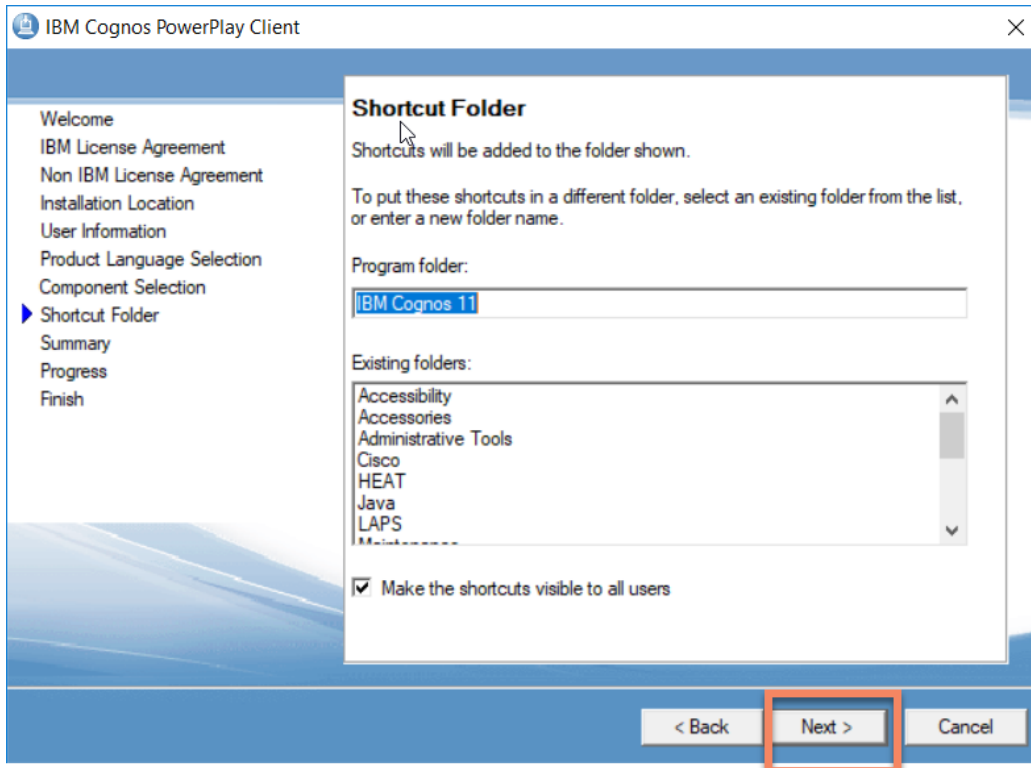 IBM Cognos PowerPlay Client
Welcome
IBM License Agreement
Non IBM License Agreement
Installation Location
User Information
Product Language Selection
Component Selection
Shortcut Folder
Summary
Progress
Finish
Shortcut Folder
Shortcuts will be added to the folder shown.
To put these shortcuts in a different folder, select an existing folder from the list,
or enter a new folder name.
Program folder:
IBM Cognos 11
Existing folders:
Accessibility
Accessories
Administrative Tools
Cisco
HEAT
Java
LAPS
Maintenance
Make the shortcuts visible to all users
< Back
Next >
Cancel